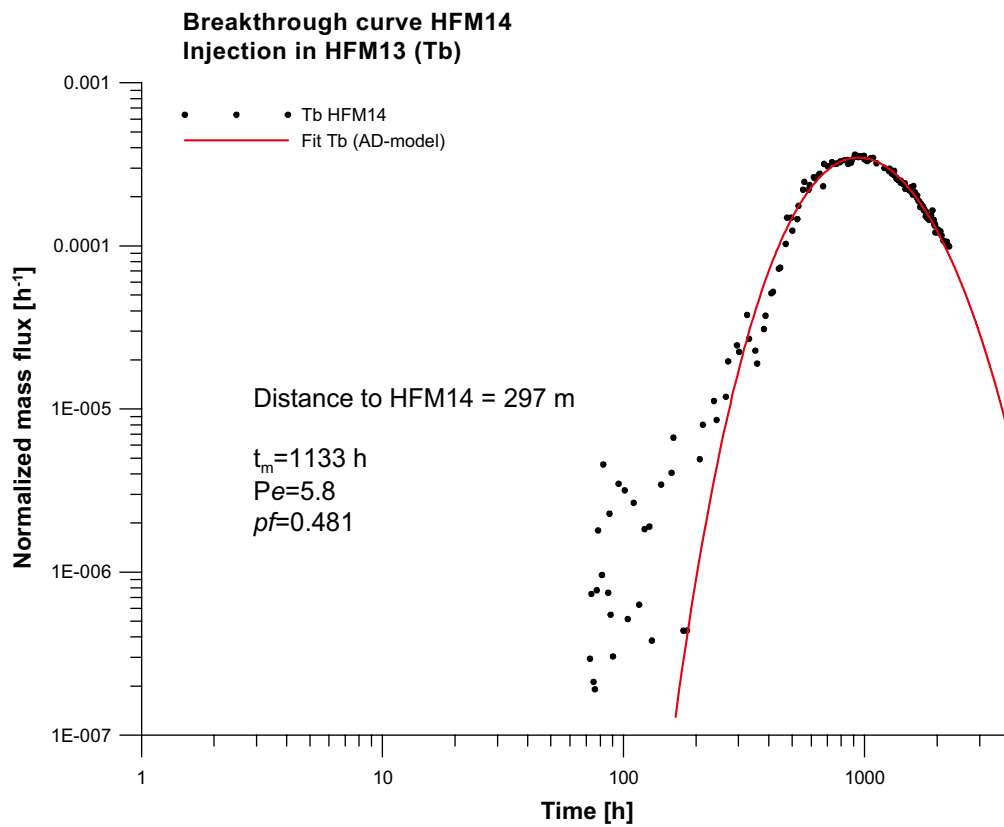 Breakthrough curve HFM14
Injection in HFM13 (Tb)
0.001
Tb HFM14
Fit Tb (AD-model)
0.0001
Normalized mass flux [h⁻¹]
1E-005
Distance to HFM14 = 297 m
tₘ=1133 h
Pe=5.8
pf=0.481
1E-006
1E-007
1
10
100
1000
Time [h]